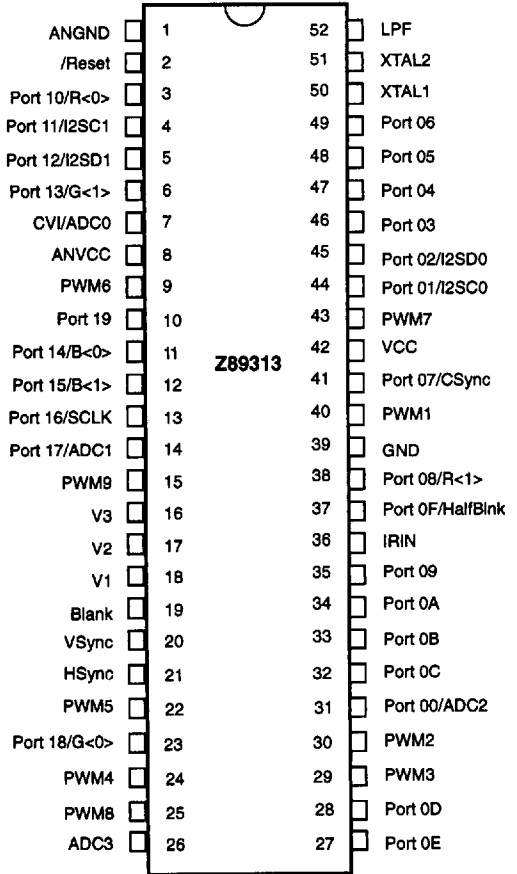 ANGND 1 52 LPF
/Reset 2 51 XTAL2
Port 10/R<0> 3 50 XTAL1
Port 11/I2SC1 4 49 Port 06
Port 12/I2SD1 5 48 Port 05
Port 13/G<1> 6 47 Port 04
CVI/ADC0 7 46 Port 03
ANVCC 8 45 Port 02/I2SD0
PWM6 9 44 Port 01/I2SC0
Port 19 10 43 PWM7
Port 14/B<0> 11 42 VCC
Z89313
Port 15/B<1> 12 41 Port 07/CSync
Port 16/SCLK 13 40 PWM1
Port 17/ADC1 14 39 GND
PWM9 15 38 Port 08/R<1>
V3 16 37 Port 0F/HalfBlnk
V2 17 36 IRIN
V1 18 35 Port 09
Blank 19 34 Port 0A
VSync 20 33 Port 0B
HSync 21 32 Port 0C
PWM5 22 31 Port 00/ADC2
Port 18/G<0> 23 30 PWM2
PWM4 24 29 PWM3
PWM8 25 28 Port 0D
ADC3 26 27 Port 0E